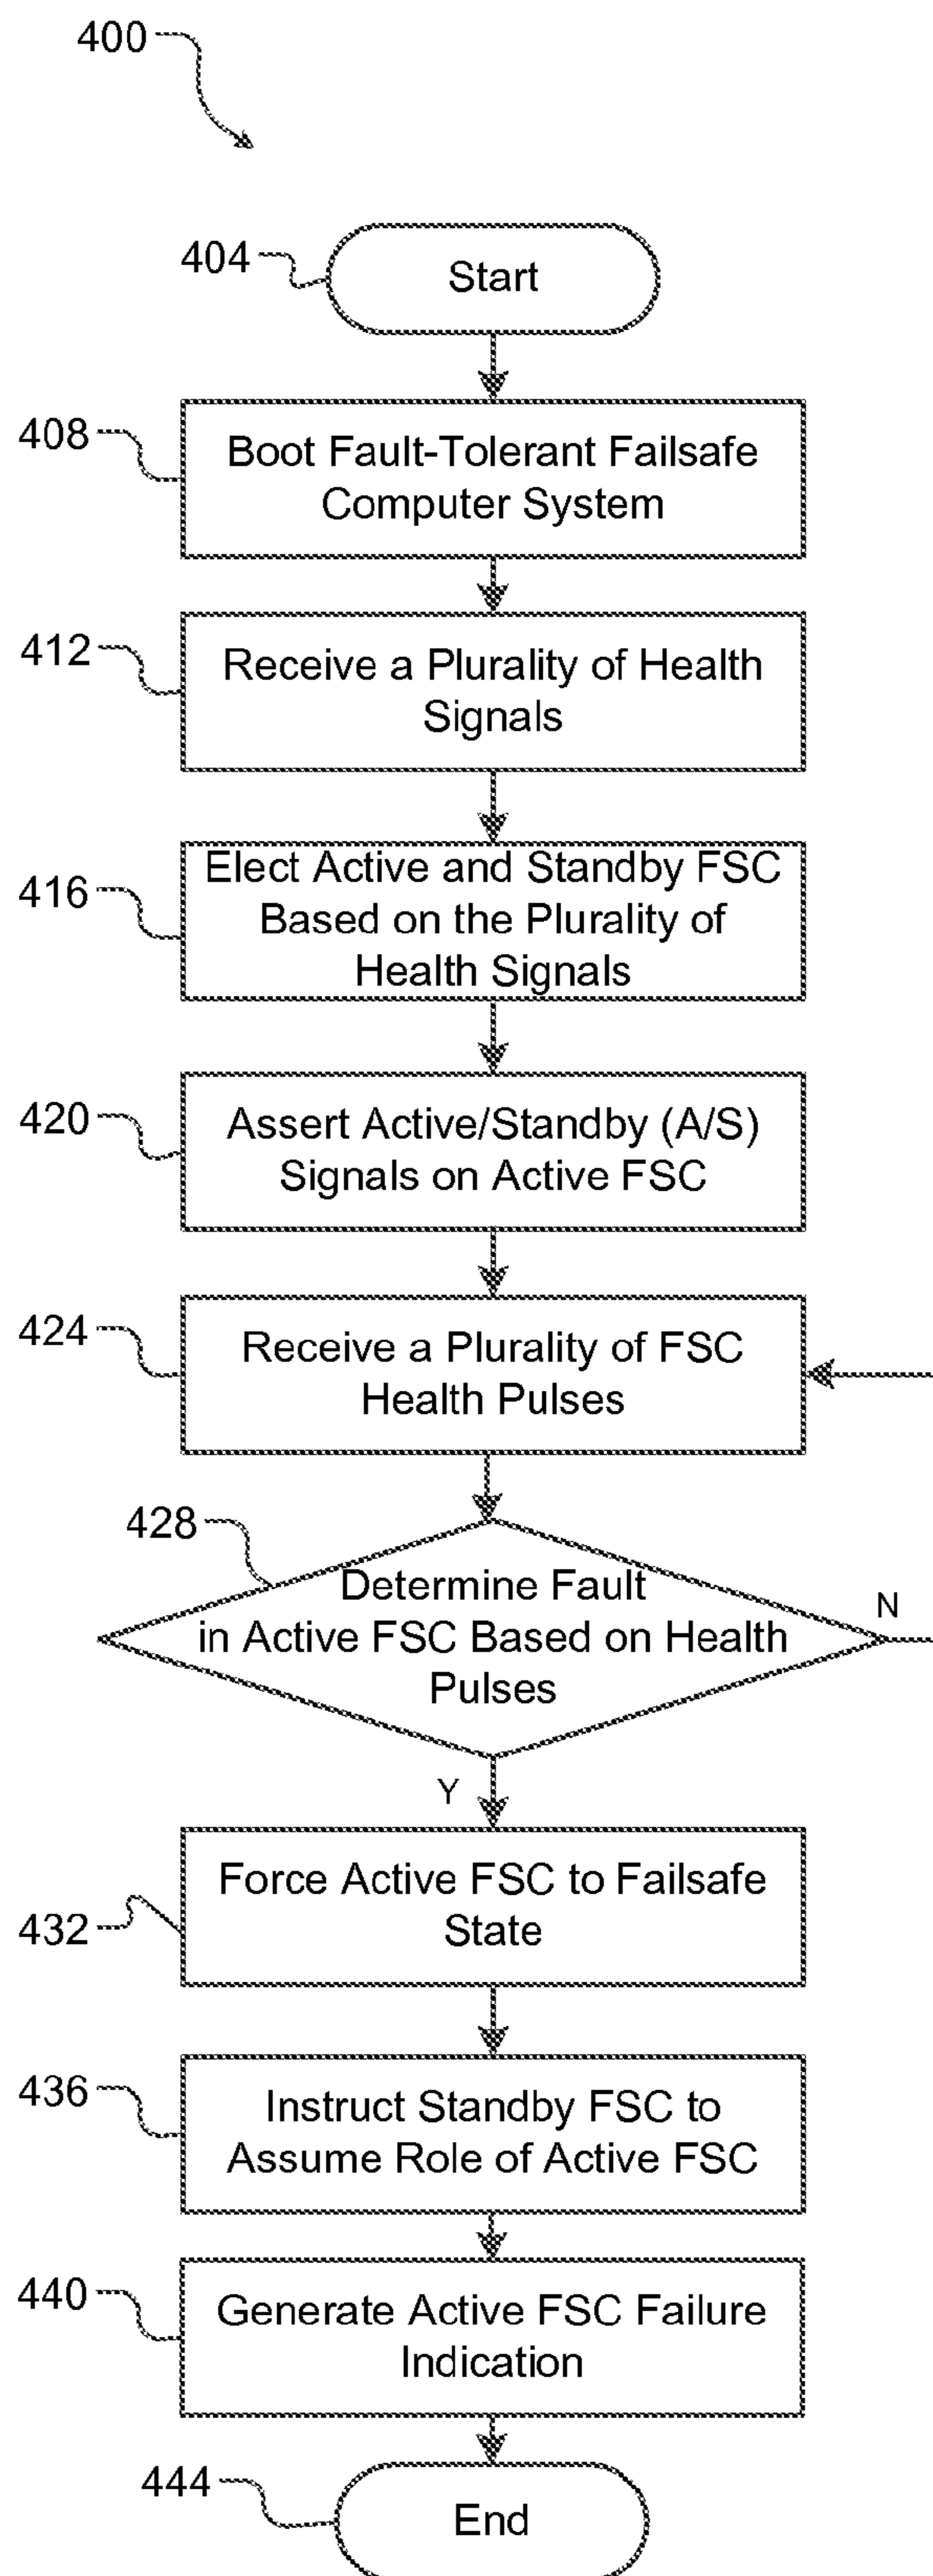 400
404
Start
408
Boot Fault-Tolerant Failsafe
Computer System
412
Receive a Plurality of Health
Signals
416
Elect Active and Standby FSC
Based on the Plurality of
Health Signals
420
Assert Active/Standby (A/S)
Signals on Active FSC
424
Receive a Plurality of FSC
Health Pulses
428
Determine Fault
in Active FSC Based on Health
Pulses
N
Y
432
Force Active FSC to Failsafe
State
436
Instruct Standby FSC to
Assume Role of Active FSC
440
Generate Active FSC Failure
Indication
444
End